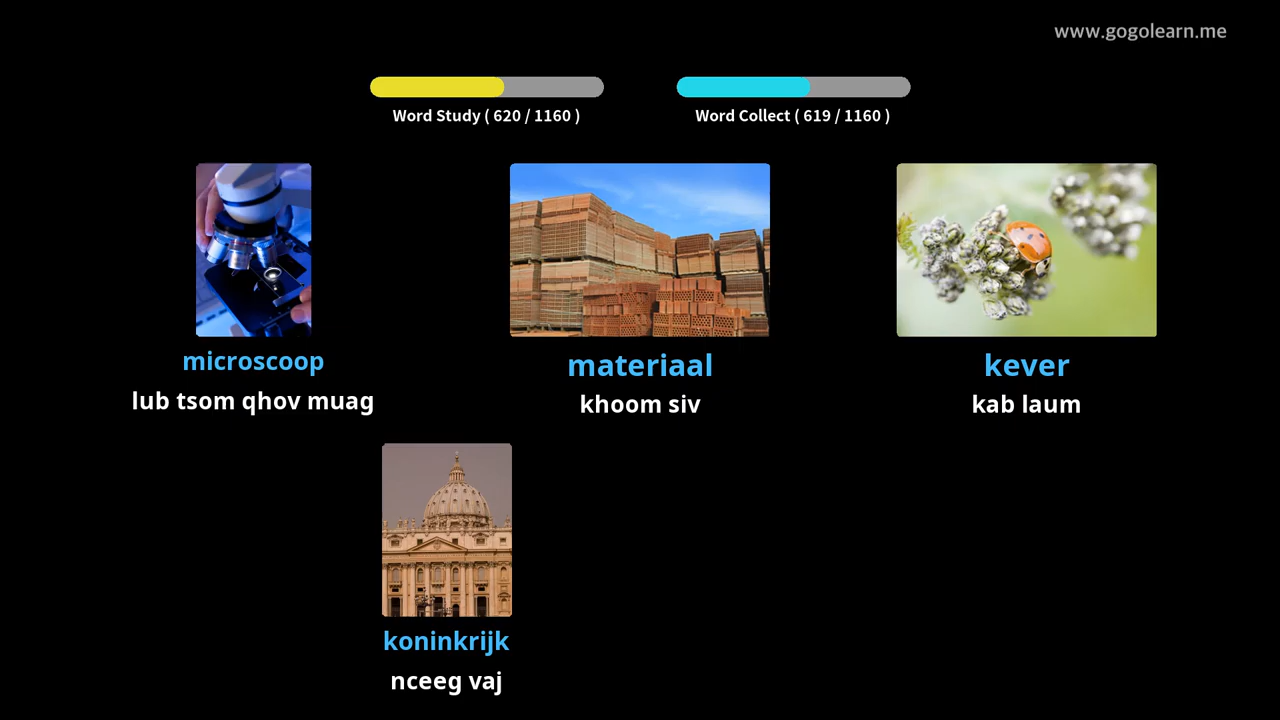 www.gogolearn.me
Word Study ( 620 / 1160 )
Word Collect ( 619 / 1160 )
microscoop
lub tsom qhov muag
materiaal
khoom siv
kever
kab laum
koninkrijk
nceeg vaj